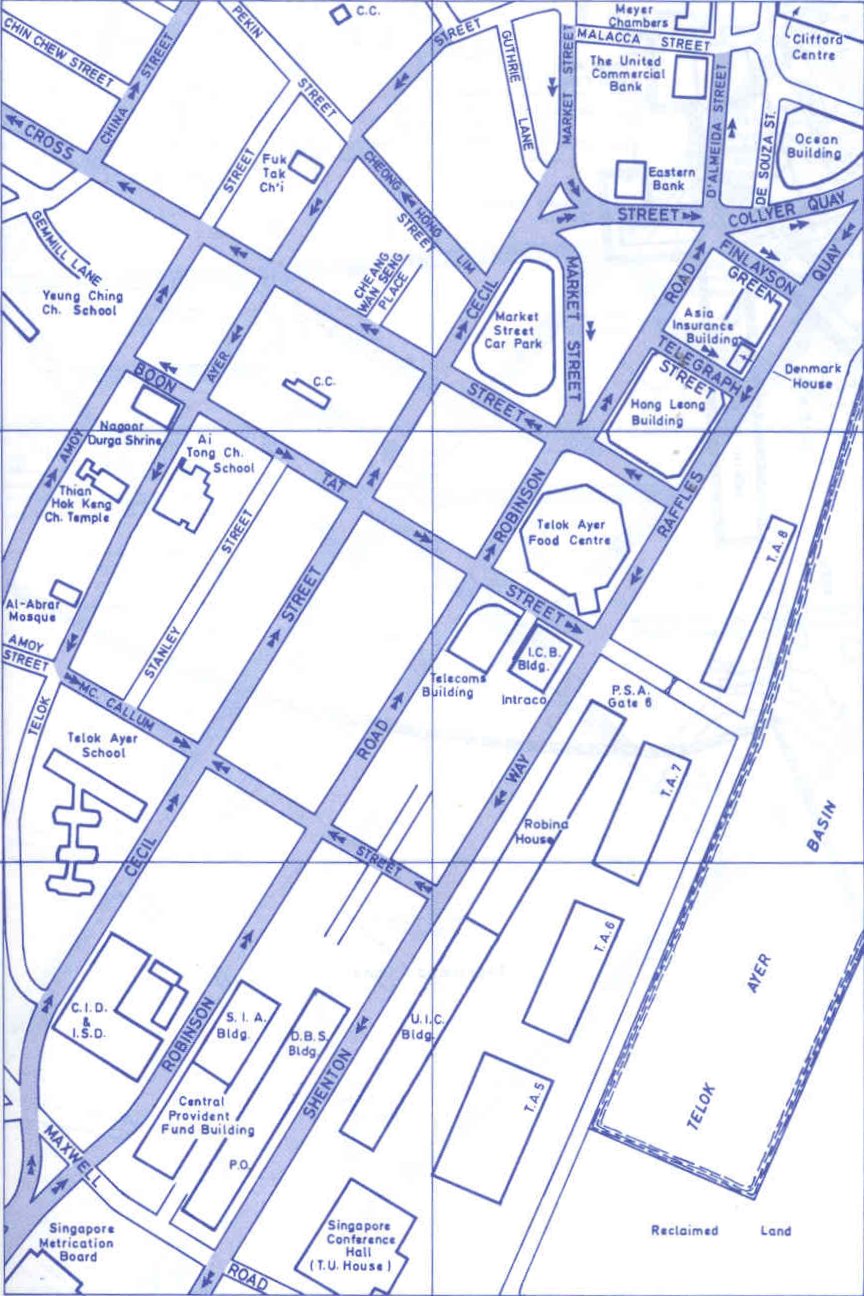 C.C.
Meyer
Chambers
PEKIN
STREET
CHIN CHEW STREET
CHINA STREET
STREET
GUTHRIE
LANE
MARKET STREET
MALACCA STREET
Clifford
Centre
The United
Commercial
Bank
D'ALMEIDA STREET
DE SOUZA ST.
Ocean
Building
CROSS
STREET
Fuk
Tak
Ch'i
CHEONG HONG LIM
STREET
Eastern
Bank
STREET
COLLYER QUAY
GEMMILL LANE
CHEANG
WAN SENG
PLACE
CECIL
MARKET STREET
ROAD
FINLAYSON
GREEN
QUAY
Yeung Ching
Ch. School
Market
Street
Car Park
Asia
Insurance
Building
TELEGRAPH
STREET
Denmark
House
BOON
AYER
C.C.
STREET
Hong Leong
Building
Nagoar
Durga Shrine
Ai
Tong Ch.
School
AMOY
TAT
Thian
Hok Keng
Ch. Temple
ROBINSON
Telok Ayer
Food Centre
RAFFLES
T.A. 8
STREET
STREET
STREET
Al-Abrar
Mosque
AMOY
STREET
STANLEY
I.C.B.
Bldg.
Telecoms
Building
Intraco
P.S.A.
Gate 6
TELOK
MC. CALLUM
Telok Ayer
School
ROAD
WAY
T.A. 7
Robina
House
BASIN
CECIL
STREET
T.A. 6
AYER
C.I.D.
&
I.S.D.
ROBINSON
S. I. A.
Bldg.
D.B.S.
Bldg.
U.I.C.
Bldg.
SHENTON
T.A. 5
TELOK
Central
Provident
Fund Building
P.O.
MAXWELL
Singapore
Metrication
Board
Singapore
Conference
Hall
(T.U. House)
Reclaimed Land
ROAD